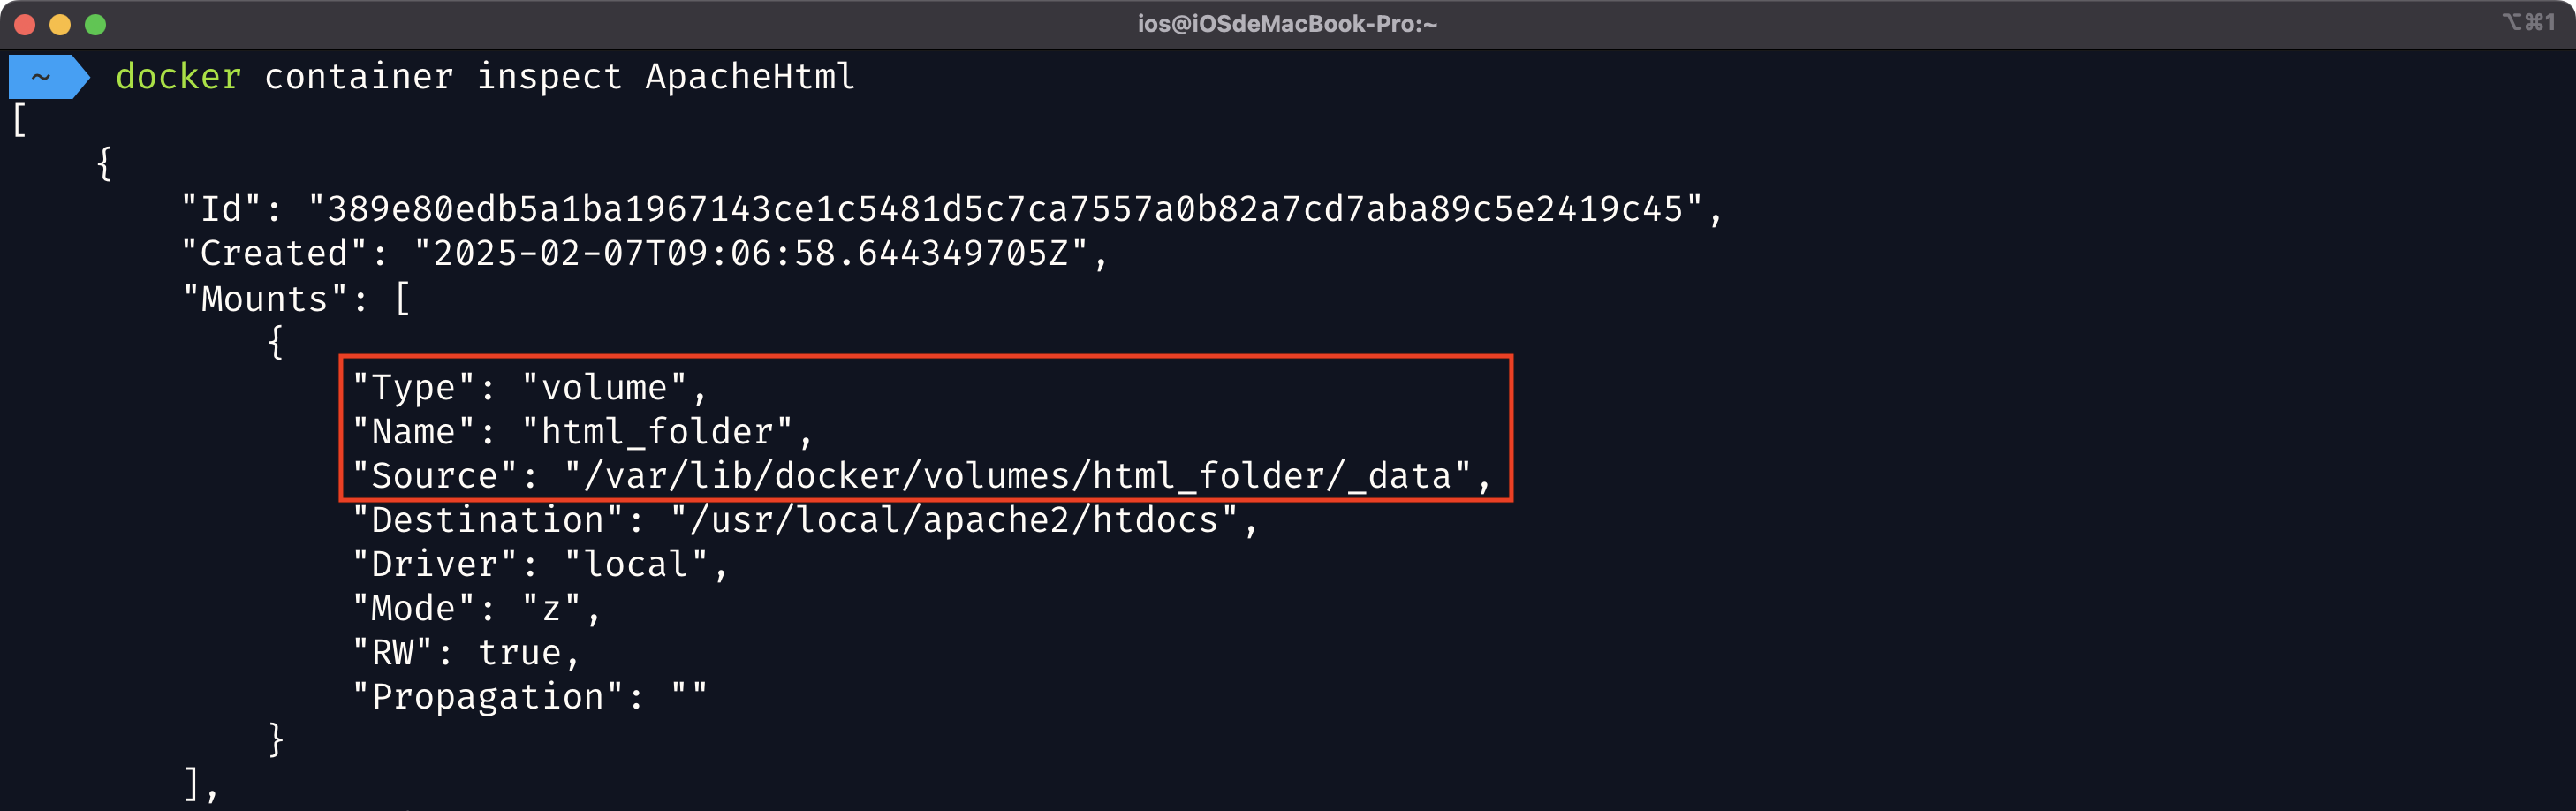 ios@iOSdeMacBook-Pro:~
⌥⌘1
~ docker container inspect ApacheHtml
[
{
"Id": "389e80edb5a1ba1967143ce1c5481d5c7ca7557a0b82a7cd7aba89c5e2419c45",
"Created": "2025-02-07T09:06:58.644349705Z",
"Mounts": [
{
"Type": "volume",
"Name": "html_folder",
"Source": "/var/lib/docker/volumes/html_folder/_data",
"Destination": "/usr/local/apache2/htdocs",
"Driver": "local",
"Mode": "z",
"RW": true,
"Propagation": ""
}
],